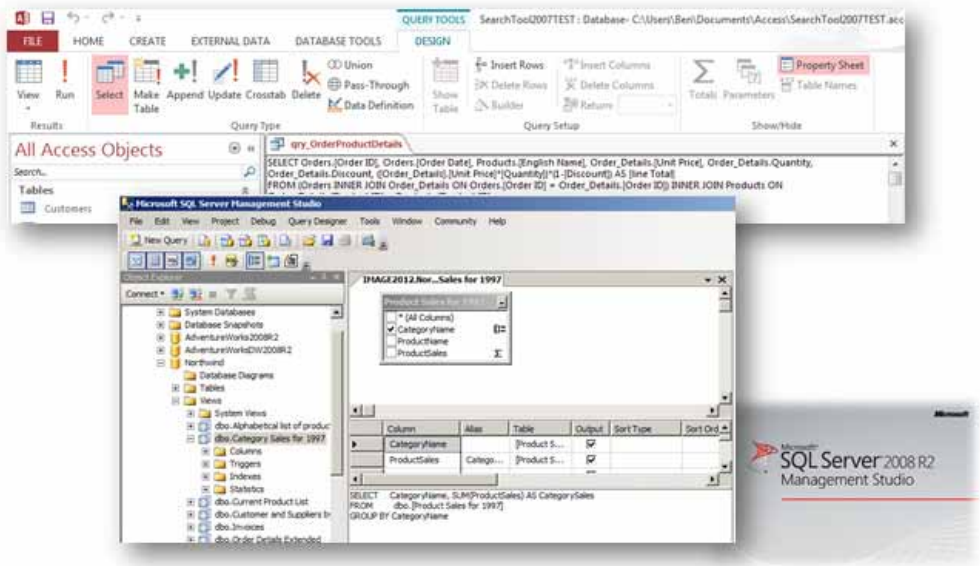 QUERY TOOLS SearchTool2007TEST : Database- C:\Users\Ben\Documents\Access\SearchTool2007TEST.acc
FILE HOME CREATE EXTERNAL DATA DATABASE TOOLS DESIGN
View Run Select Make Table Append Update Crosstab Delete
Union
Pass-Through
Data Definition
Show Table
Insert Rows
Delete Rows
Builder
Insert Columns
Delete Columns
Return:
Totals Parameters
Property Sheet
Table Names
Results Query Type Query Setup Show/Hide
All Access Objects
Search...
Tables
Customers
qry_OrderProductDetails
SELECT Orders.[Order ID], Orders.[Order Date], Products.[English Name], Order_Details.[Unit Price], Order_Details.Quantity,
Order_Details.Discount, ([Order_Details].[Unit Price]*[Quantity])*(1-[Discount]) AS [line Total]
FROM (Orders INNER JOIN Order_Details ON Orders.[Order ID] = Order_Details.[Order ID]) INNER JOIN Products ON
Microsoft SQL Server Management Studio
File Edit View Project Debug Query Designer Tools Window Community Help
New Query
Object Explorer
Connect
System Databases
Database Snapshots
AdventureWorks2008R2
AdventureWorksDW2008R2
Northwind
Database Diagrams
Tables
Views
System Views
dbo.Alphabetical list of produc
dbo.Category Sales for 1997
Columns
Triggers
Indexes
Statistics
dbo.Current Product List
dbo.Customer and Suppliers b
dbo.Invoices
dbo.Order Details Extended
IMAGE2012.Nor...Sales for 1997
Product Sales for 1997
* (All Columns)
CategoryName
ProductName
ProductSales
Column Alias Table Output Sort Type Sort Ord
CategoryName [Product S...
ProductSales Catego... [Product S...
SELECT CategoryName, SUM(ProductSales) AS CategorySales
FROM dbo.[Product Sales for 1997]
GROUP BY CategoryName
Microsoft
Microsoft
SQL Server 2008 R2
Management Studio